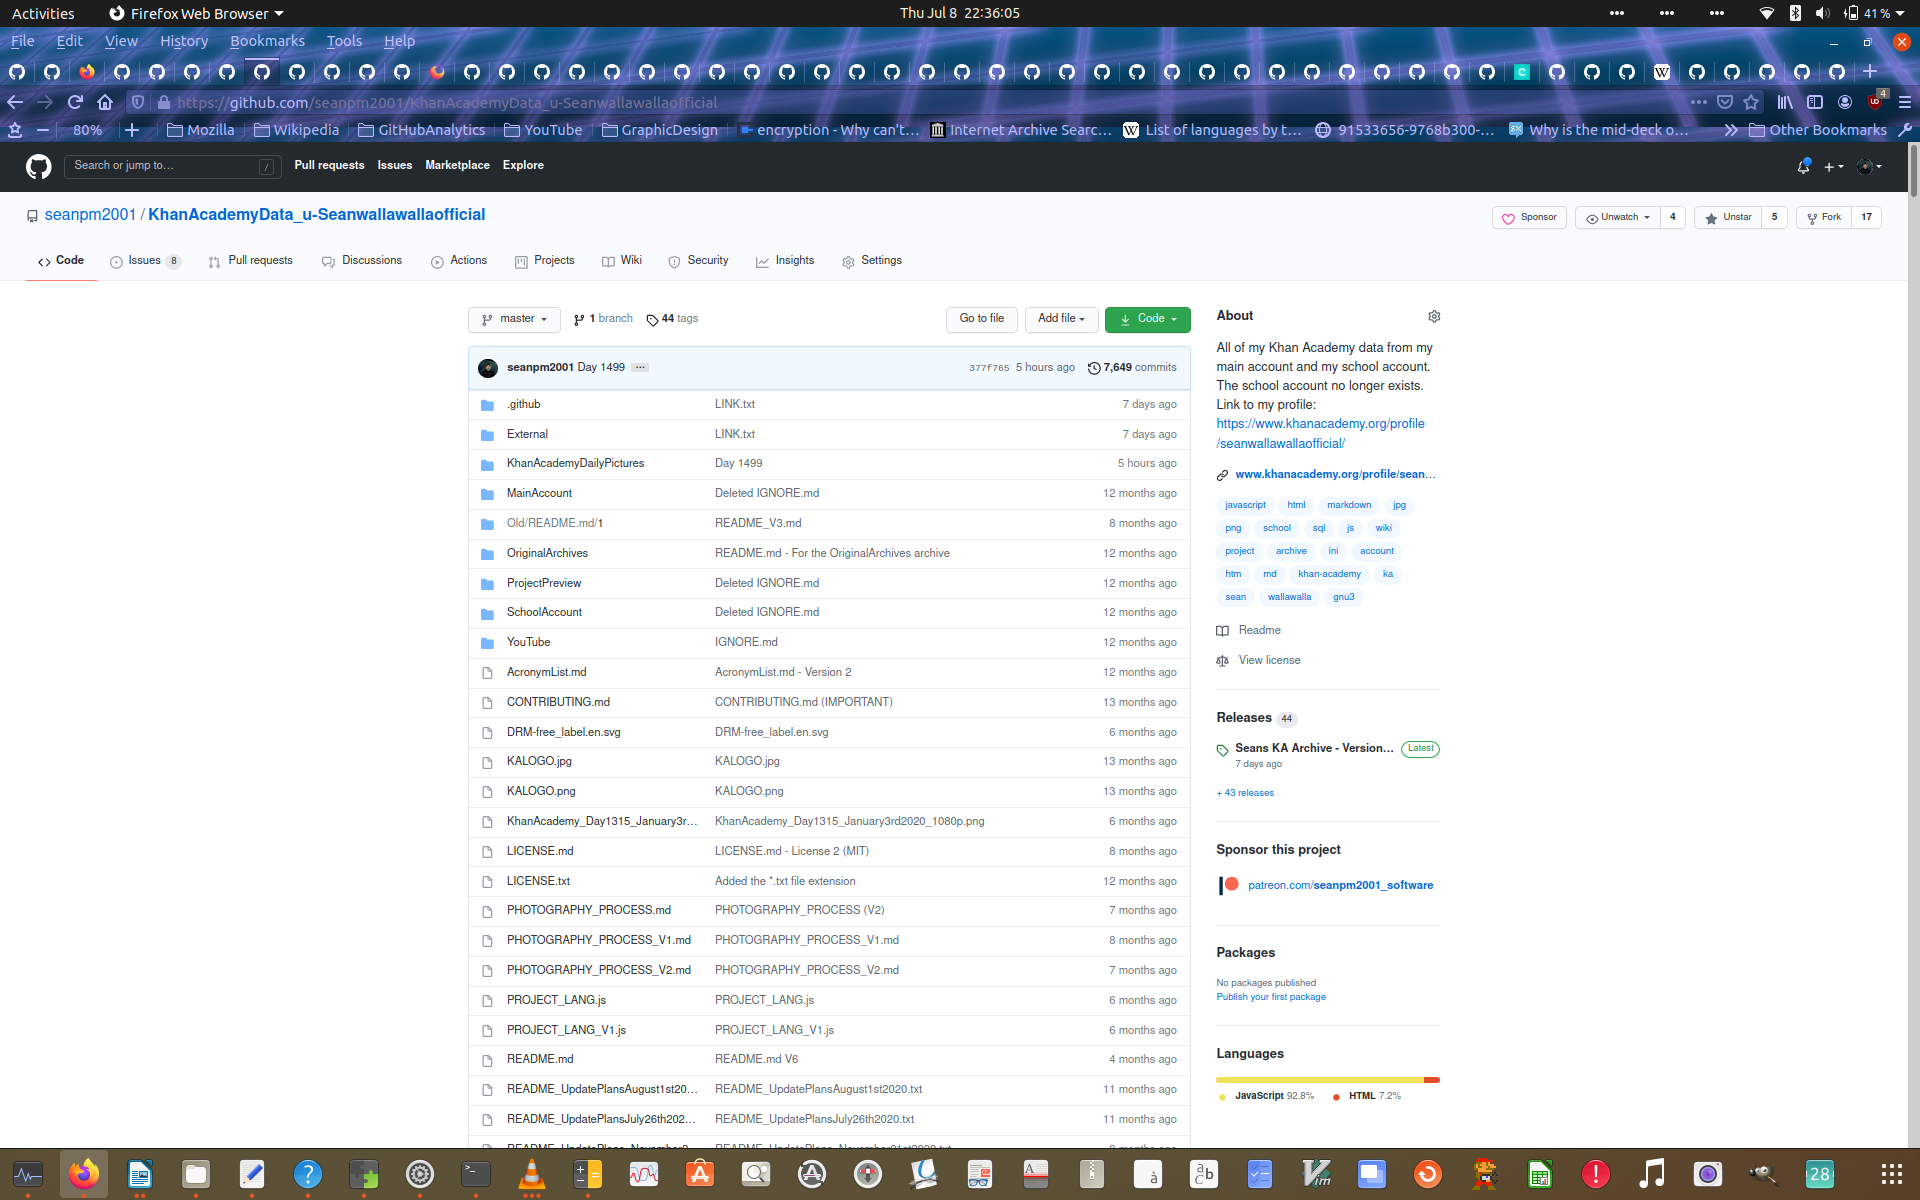 Activities Firefox Web Browser Thu Jul 8 22:36:05 41 %
File Edit View History Bookmarks Tools Help
https://github.com/seanpm2001/KhanAcademyData_u-Seanwallawallaofficial 4
80% Mozilla Wikipedia GitHubAnalytics YouTube GraphicDesign encryption - Why can't… Internet Archive Searc… List of languages by t… 91533656-9768b300-… Why is the mid-deck o… Other Bookmarks
Search or jump to… / Pull requests Issues Marketplace Explore
seanpm2001 / KhanAcademyData_u-Seanwallawallaofficial Sponsor Unwatch 4 Unstar 5 Fork 17
Code Issues 8 Pull requests Discussions Actions Projects Wiki Security Insights Settings
master 1 branch 44 tags Go to file Add file Code
seanpm2001 Day 1499 ... 377f765 5 hours ago 7,649 commits
.github LINK.txt 7 days ago
External LINK.txt 7 days ago
KhanAcademyDailyPictures Day 1499 5 hours ago
MainAccount Deleted IGNORE.md 12 months ago
Old/README.md/1 README_V3.md 8 months ago
OriginalArchives README.md - For the OriginalArchives archive 12 months ago
ProjectPreview Deleted IGNORE.md 12 months ago
SchoolAccount Deleted IGNORE.md 12 months ago
YouTube IGNORE.md 12 months ago
AcronymList.md AcronymList.md - Version 2 12 months ago
CONTRIBUTING.md CONTRIBUTING.md (IMPORTANT) 13 months ago
DRM-free_label.en.svg DRM-free_label.en.svg 6 months ago
KALOGO.jpg KALOGO.jpg 13 months ago
KALOGO.png KALOGO.png 13 months ago
KhanAcademy_Day1315_January3r… KhanAcademy_Day1315_January3rd2020_1080p.png 6 months ago
LICENSE.md LICENSE.md - License 2 (MIT) 8 months ago
LICENSE.txt Added the *.txt file extension 12 months ago
PHOTOGRAPHY_PROCESS.md PHOTOGRAPHY_PROCESS (V2) 7 months ago
PHOTOGRAPHY_PROCESS_V1.md PHOTOGRAPHY_PROCESS_V1.md 8 months ago
PHOTOGRAPHY_PROCESS_V2.md PHOTOGRAPHY_PROCESS_V2.md 7 months ago
PROJECT_LANG.js PROJECT_LANG.js 6 months ago
PROJECT_LANG_V1.js PROJECT_LANG_V1.js 6 months ago
README.md README.md V6 4 months ago
README_UpdatePlansAugust1st20… README_UpdatePlansAugust1st2020.txt 11 months ago
README_UpdatePlansJuly26th202… README_UpdatePlansJuly26th2020.txt 11 months ago
About
All of my Khan Academy data from my
main account and my school account.
The school account no longer exists.
Link to my profile:
https://www.khanacademy.org/profile
/seanwallawallaofficial/
www.khanacademy.org/profile/sean…
javascript html markdown jpg
png school sql js wiki
project archive ini account
htm md khan-academy ka
sean wallawalla gnu3
Readme
View license
Releases 44
Seans KA Archive - Version… Latest
7 days ago
+ 43 releases
Sponsor this project
patreon.com/seanpm2001_software
Packages
No packages published
Publish your first package
Languages
JavaScript 92.8% HTML 7.2%
28